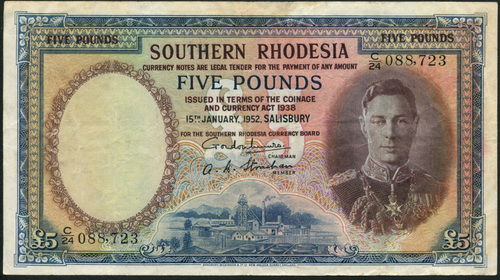 FIVE POUNDS
FIVE POUNDS
SOUTHERN RHODESIA
C/24 088,723
CURRENCY NOTES ARE LEGAL TENDER FOR THE PAYMENT OF ANY AMOUNT
FIVE POUNDS
ISSUED IN TERMS OF THE COINAGE
AND CURRENCY ACT 1938
15TH JANUARY, 1952, SALISBURY
FOR THE SOUTHERN RHODESIA CURRENCY BOARD
CHAIRMAN
MEMBER
C/24 088,723
£5
£5